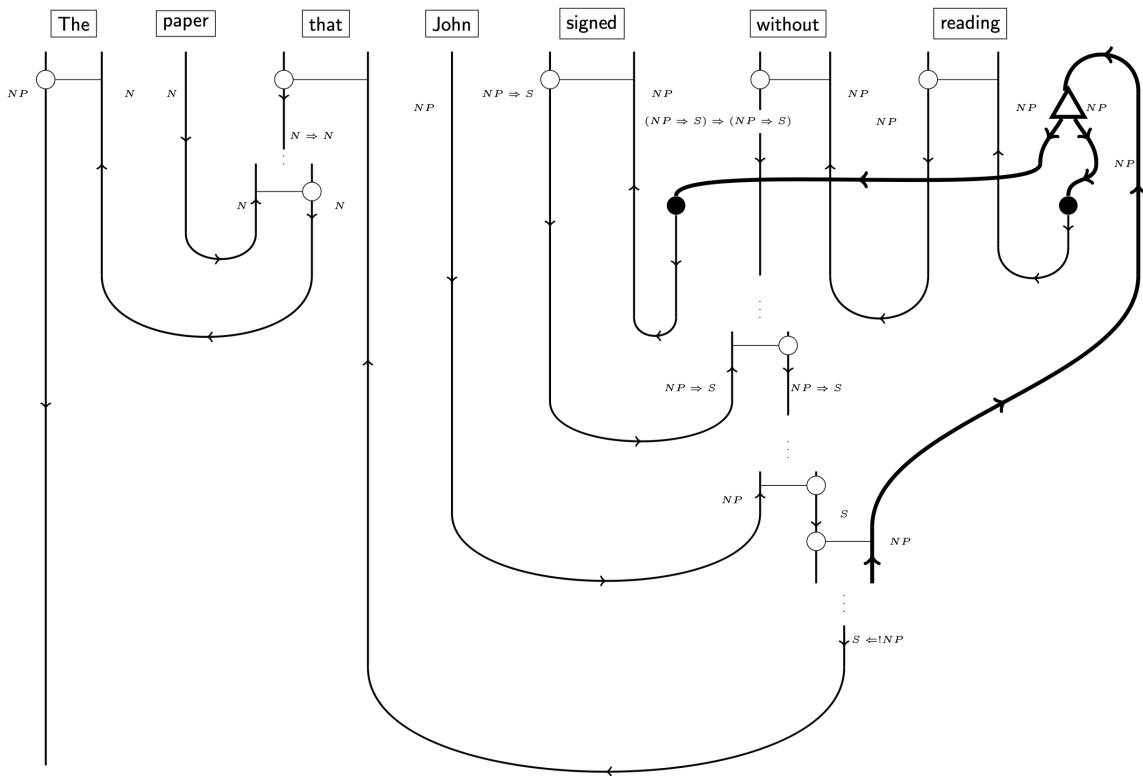 The paper that John signed without reading
NP N N NP NP ⇒ S NP NP NP NP NP
(NP ⇒ S) ⇒ (NP ⇒ S)
N ⇒ N
NP
N N
NP ⇒ S NP ⇒ S
NP S
NP
S ⇐!NP